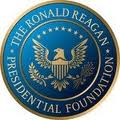 THE RONALD REAGAN
PRESIDENTIAL FOUNDATION